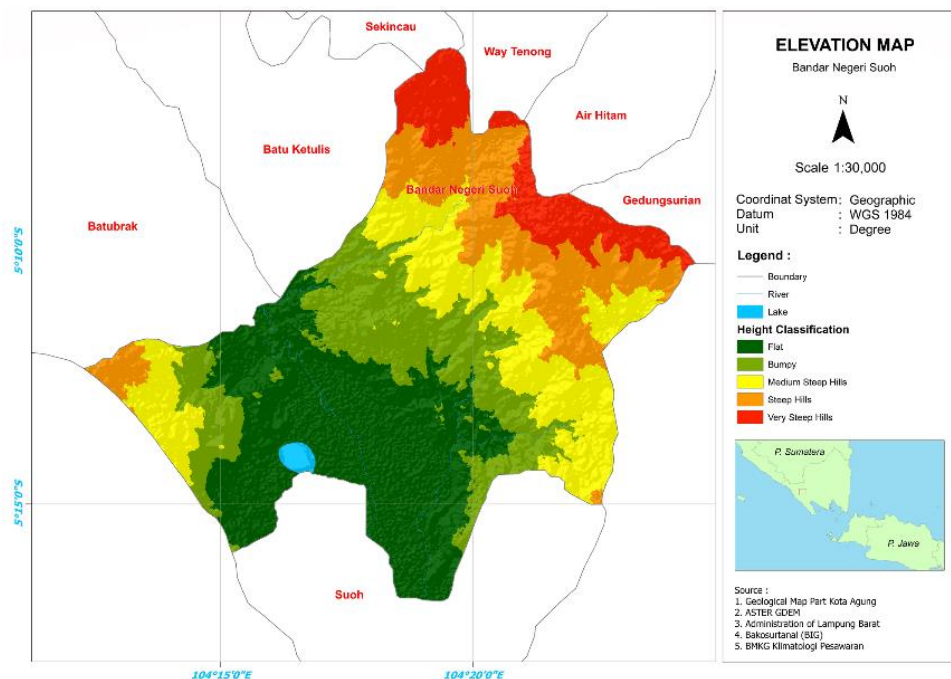 Sekincau
Way Tenong
Air Hitam
Batu Ketulis
Bandar Negeri Suoh
Gedungsurian
Batubrak
Suoh
5°10'0"S
5°15'0"S
104°15'0"E
104°20'0"E
ELEVATION MAP
Bandar Negeri Suoh
N
Scale 1:30,000
Coordinat System : Geographic
Datum : WGS 1984
Unit : Degree
Legend :
Boundary
River
Lake
Height Classification
Flat
Bumpy
Medium Steep Hills
Steep Hills
Very Steep Hills
P. Sumatera
P. Jawa
Source :
1. Geological Map Part Kota Agung
2. ASTER GDEM
3. Administration of Lampung Barat
4. Bakosurtanal (BIG)
5. BMKG Klimatologi Pesawaran